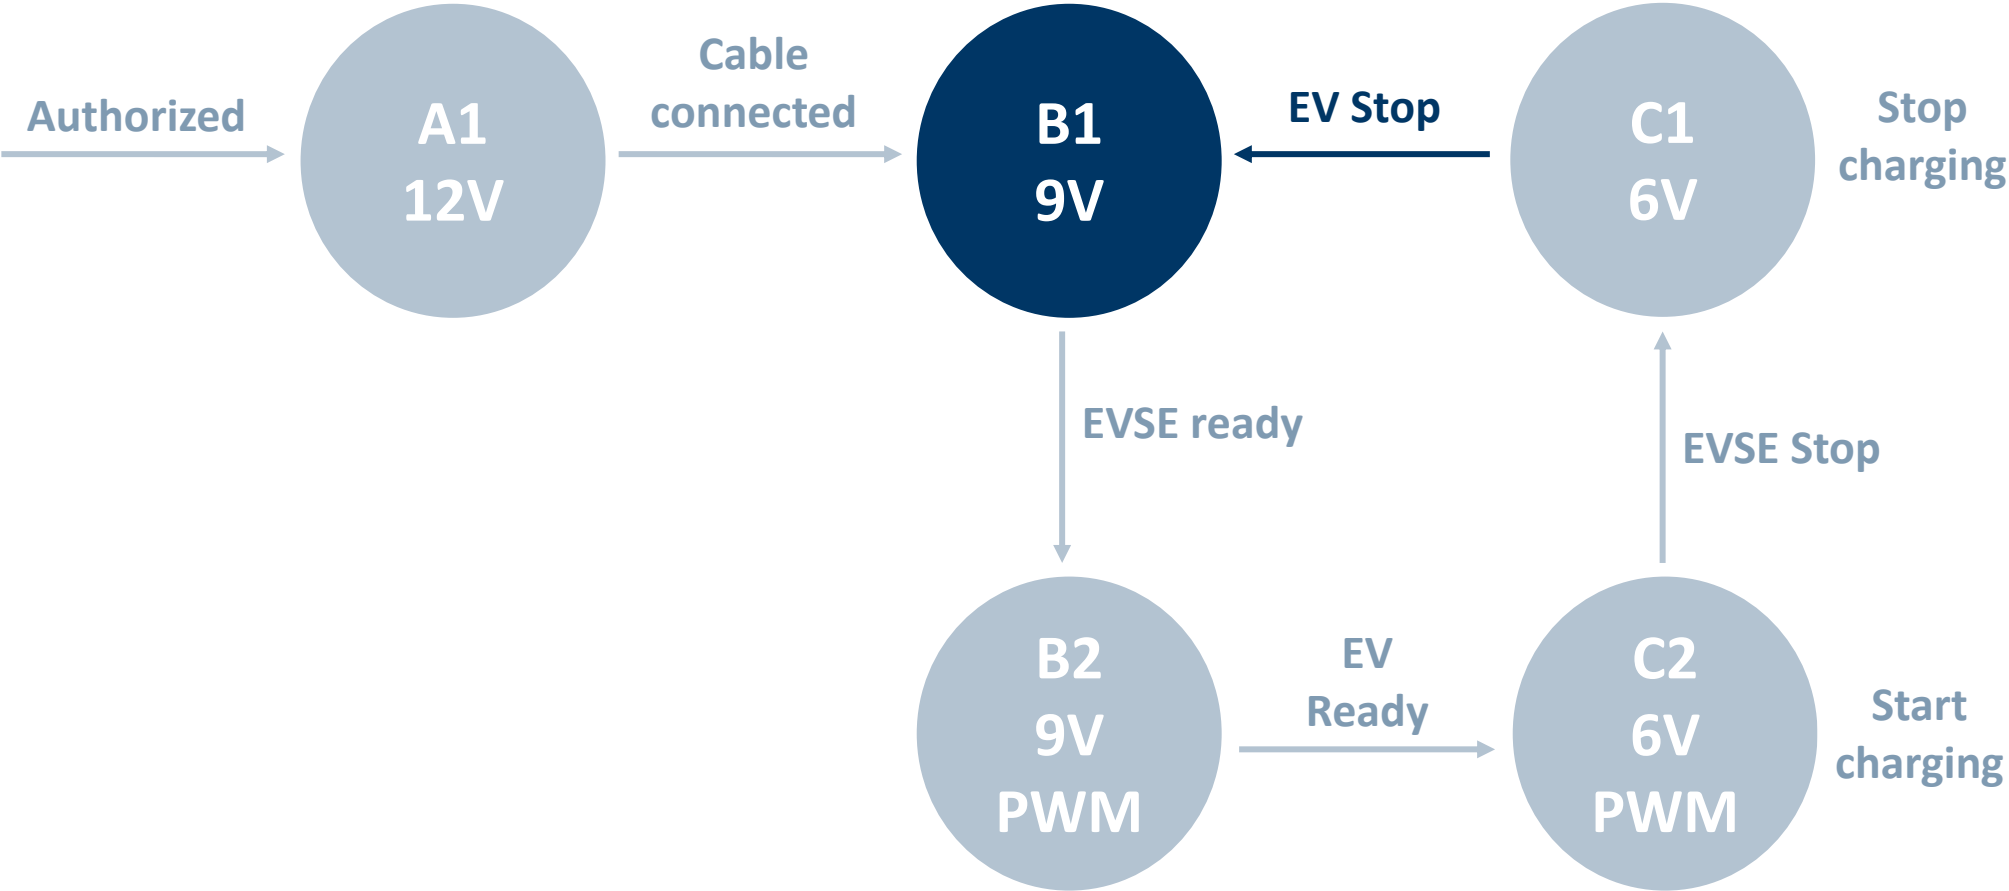 Authorized
A1
12V
Cable
connected
B1
9V
EV Stop
C1
6V
Stop
charging
EVSE ready
EVSE Stop
B2
9V
PWM
EV
Ready
C2
6V
PWM
Start
charging